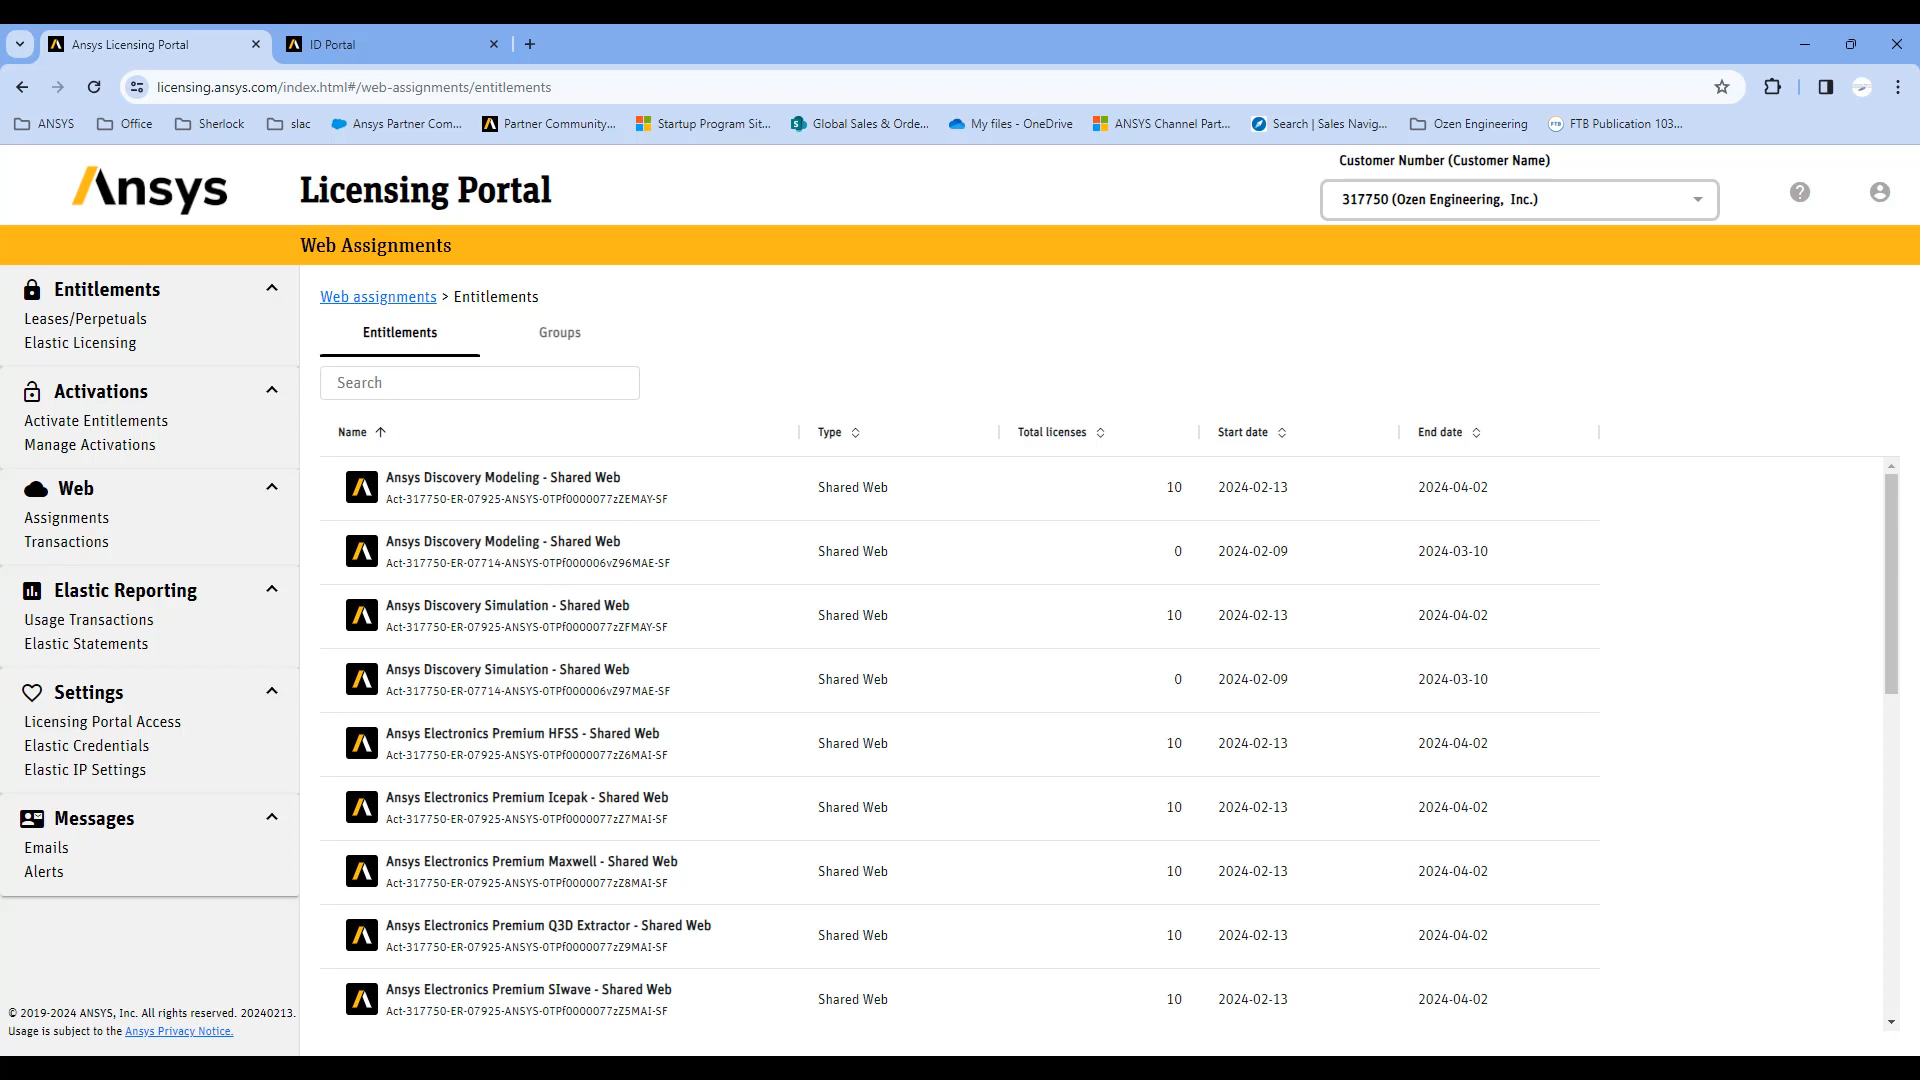 Ansys Licensing Portal
ID Portal
licensing.ansys.com/index.html#/web-assignments/entitlements
ANSYS
Office
Sherlock
slac
Ansys Partner Com...
Partner Community...
Startup Program Sit...
Global Sales & Orde...
My files - OneDrive
ANSYS Channel Part...
Search | Sales Navig...
Ozen Engineering
FTB Publication 103...
Ansys
Licensing Portal
Customer Number (Customer Name)
317750 (Ozen Engineering, Inc.)
Web Assignments
Entitlements
Leases/Perpetuals
Elastic Licensing
Activations
Activate Entitlements
Manage Activations
Web
Assignments
Transactions
Elastic Reporting
Usage Transactions
Elastic Statements
Settings
Licensing Portal Access
Elastic Credentials
Elastic IP Settings
Messages
Emails
Alerts
© 2019-2024 ANSYS, Inc. All rights reserved. 20240213.
Usage is subject to the Ansys Privacy Notice.
Web assignments > Entitlements
Entitlements Groups
Search
Name Type Total licenses Start date End date
Ansys Discovery Modeling - Shared Web
Act-317750-ER-07925-ANSYS-0TPf0000077zZEMAY-SF
Shared Web 10 2024-02-13 2024-04-02
Ansys Discovery Modeling - Shared Web
Act-317750-ER-07714-ANSYS-0TPf000006vZ96MAE-SF
Shared Web 0 2024-02-09 2024-03-10
Ansys Discovery Simulation - Shared Web
Act-317750-ER-07925-ANSYS-0TPf0000077zZFMAY-SF
Shared Web 10 2024-02-13 2024-04-02
Ansys Discovery Simulation - Shared Web
Act-317750-ER-07714-ANSYS-0TPf000006vZ97MAE-SF
Shared Web 0 2024-02-09 2024-03-10
Ansys Electronics Premium HFSS - Shared Web
Act-317750-ER-07925-ANSYS-0TPf0000077zZ6MAI-SF
Shared Web 10 2024-02-13 2024-04-02
Ansys Electronics Premium Icepak - Shared Web
Act-317750-ER-07925-ANSYS-0TPf0000077zZ7MAI-SF
Shared Web 10 2024-02-13 2024-04-02
Ansys Electronics Premium Maxwell - Shared Web
Act-317750-ER-07925-ANSYS-0TPf0000077zZ8MAI-SF
Shared Web 10 2024-02-13 2024-04-02
Ansys Electronics Premium Q3D Extractor - Shared Web
Act-317750-ER-07925-ANSYS-0TPf0000077zZ9MAI-SF
Shared Web 10 2024-02-13 2024-04-02
Ansys Electronics Premium SIwave - Shared Web
Act-317750-ER-07925-ANSYS-0TPf0000077zZ5MAI-SF
Shared Web 10 2024-02-13 2024-04-02